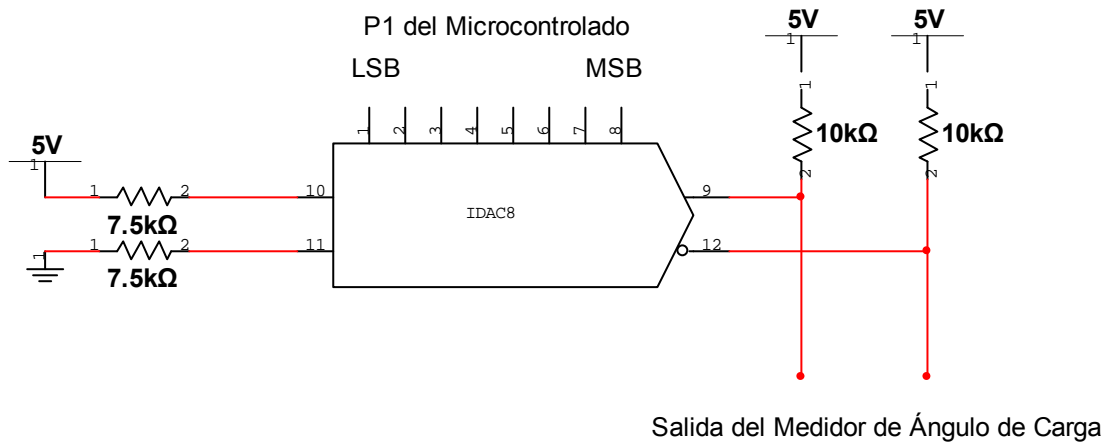 P1 del Microcontrolado
LSB MSB
5V 5V 5V
1 1 1
1 2 3 4 5 6 7 8
1 1
10kΩ 10kΩ
2 2
1 2 10 9
7.5kΩ
IDAC8
1 1 2 11 12
7.5kΩ
Salida del Medidor de Ángulo de Carga